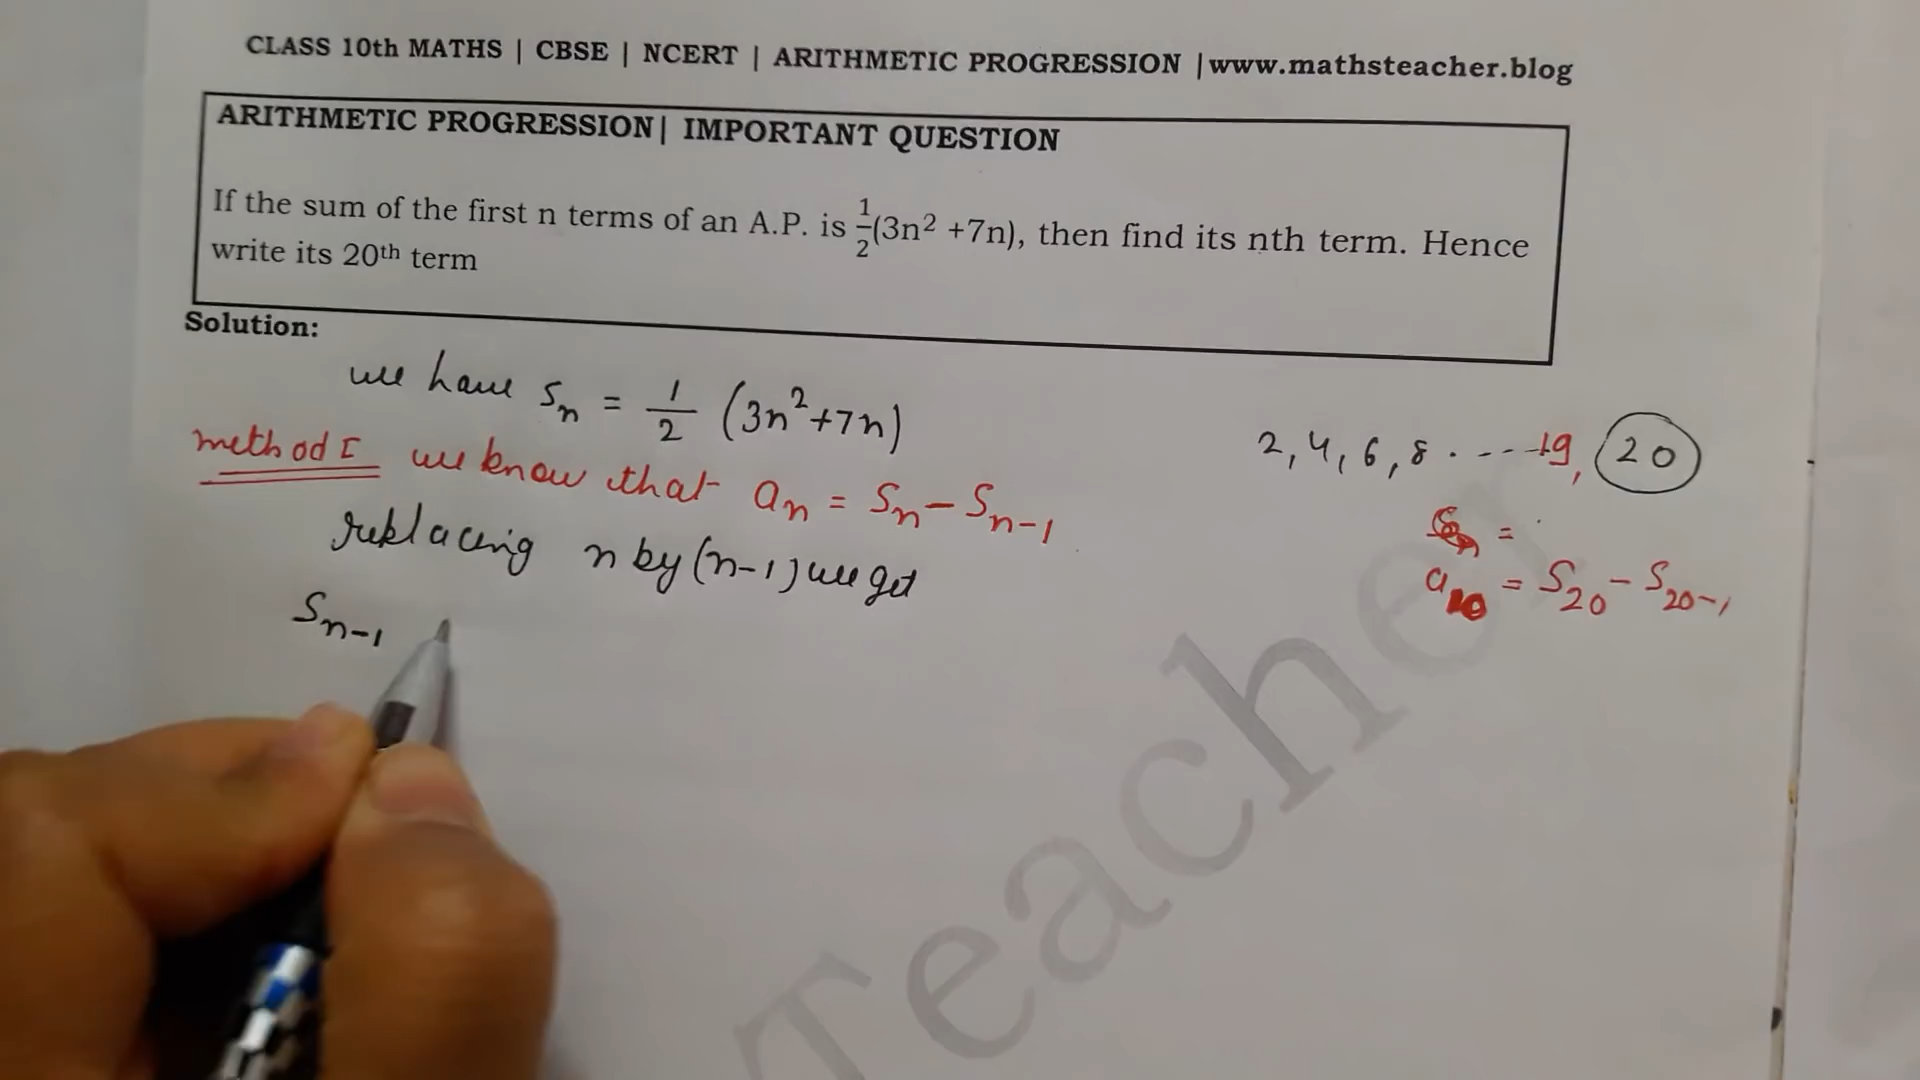 CLASS 10th MATHS | CBSE | NCERT | ARITHMETIC PROGRESSION |www.mathsteacher.blog
ARITHMETIC PROGRESSION| IMPORTANT QUESTION
If the sum of the first n terms of an A.P. is 1/2(3n² +7n), then find its nth term. Hence
write its 20th term
Solution:
we have Sn = 1/2 (3n²+7n)
method I we know that an = Sn - Sn-1
replacing n by (n-1) we get
Sn-1
2, 4, 6, 8 . - - - 19, 20
=
a = S20 - S20-1
Teacher